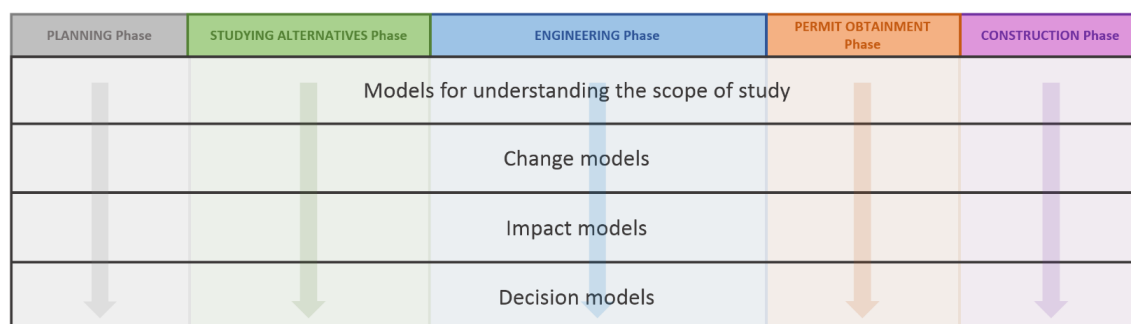 PLANNING Phase
STUDYING ALTERNATIVES Phase
ENGINEERING Phase
PERMIT OBTAINMENT
Phase
CONSTRUCTION Phase
Models for understanding the scope of study
Change models
Impact models
Decision models